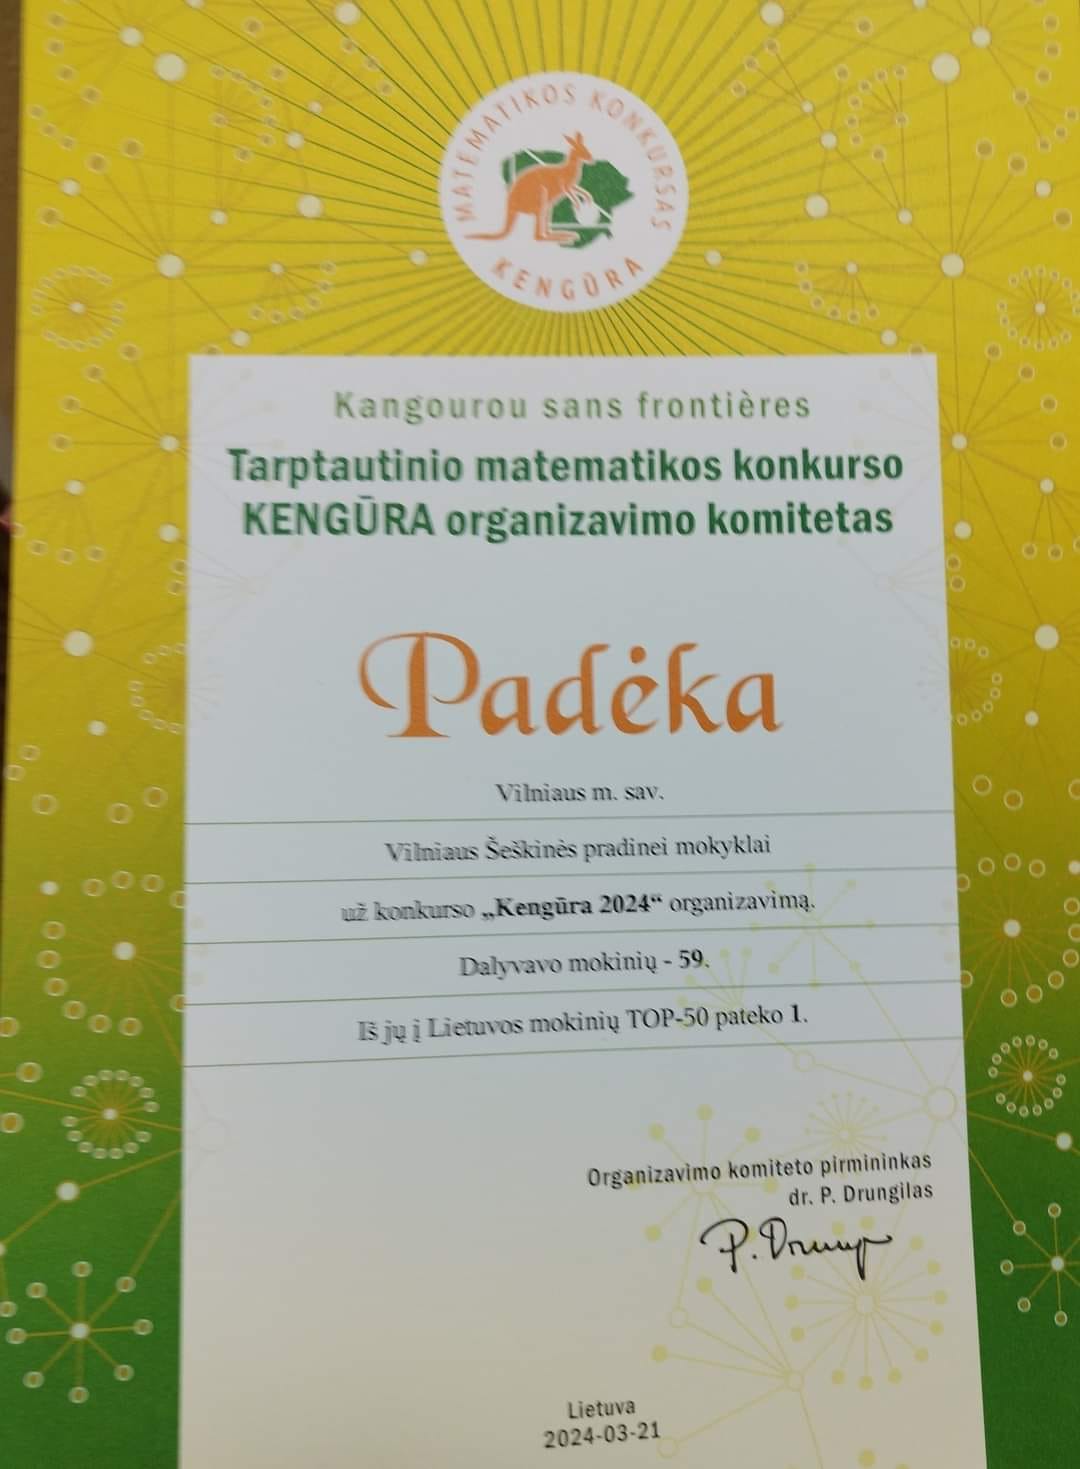 MATEMATIKOS KONKURSAS
KENGŪRA
Kangourou sans frontières
Tarptautinio matematikos konkurso
KENGŪRA organizavimo komitetas
Padėka
Vilniaus m. sav.
Vilniaus Šeškinės pradinei mokyklai
už konkurso „Kengūra 2024“ organizavimą.
Dalyvavo mokinių - 59.
Iš jų į Lietuvos mokinių TOP-50 pateko 1.
Organizavimo komiteto pirmininkas
dr. P. Drungilas
Lietuva
2024-03-21